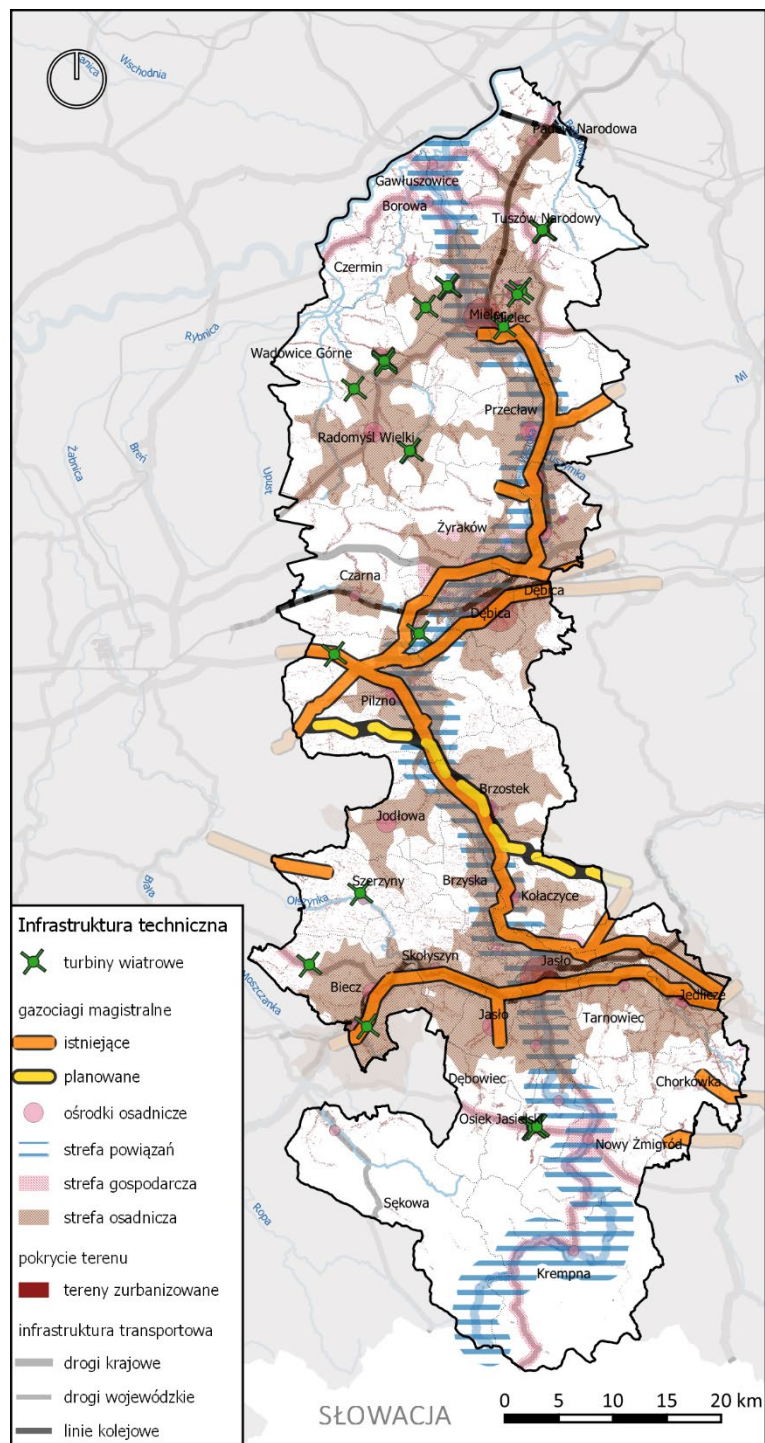 Wschodnia
Padew Narodowa
Gawłuszowice
Borowa
Tuszów Narodowy
Czermin
Mielec
Mielec
Rybnica
Wadowice Górne
Przecław
Radomyśl Wielki
Żabnica
Breń
Upust
Żyraków
Czarna
Dębica
Dębica
Pilzno
Brzostek
Jodłowa
Szerzyny
Brzyska
Olszynka
Kołaczyce
Biała
Skołyszyn
Jasło
Moszczanka
Biecz
Jedlicze
Jasło
Tarnowiec
Dębowiec
Chorkówka
Osiek Jasielski
Nowy Żmigród
Sękowa
Ropa
Krempna
Infrastruktura techniczna
turbiny wiatrowe
gazociagi magistralne
istniejące
planowane
ośrodki osadnicze
strefa powiązań
strefa gospodarcza
strefa osadnicza
pokrycie terenu
tereny zurbanizowane
infrastruktura transportowa
drogi krajowe
drogi wojewódzkie
linie kolejowe
SŁOWACJA
0 5 10 15 20 km